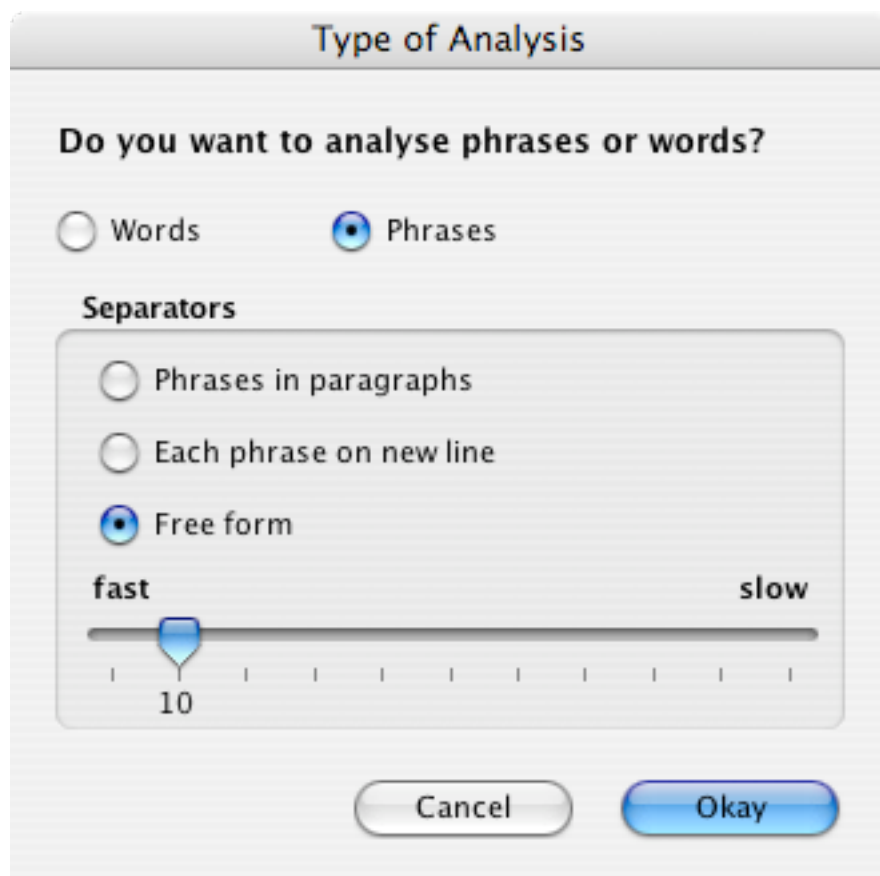 Type of Analysis
Do you want to analyse phrases or words?
Words Phrases
Separators
Phrases in paragraphs
Each phrase on new line
Free form
fast slow
10
Cancel Okay